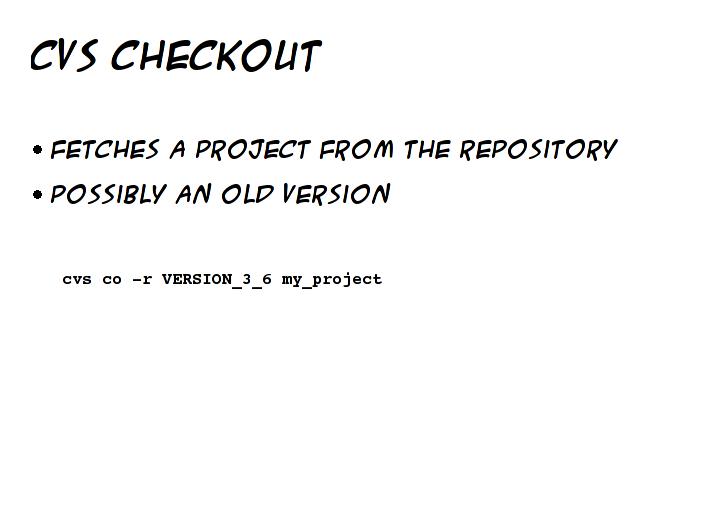 CVS CHECKOUT
• FETCHES A PROJECT FROM THE REPOSITORY
• POSSIBLY AN OLD VERSION
cvs co -r VERSION_3_6 my_project